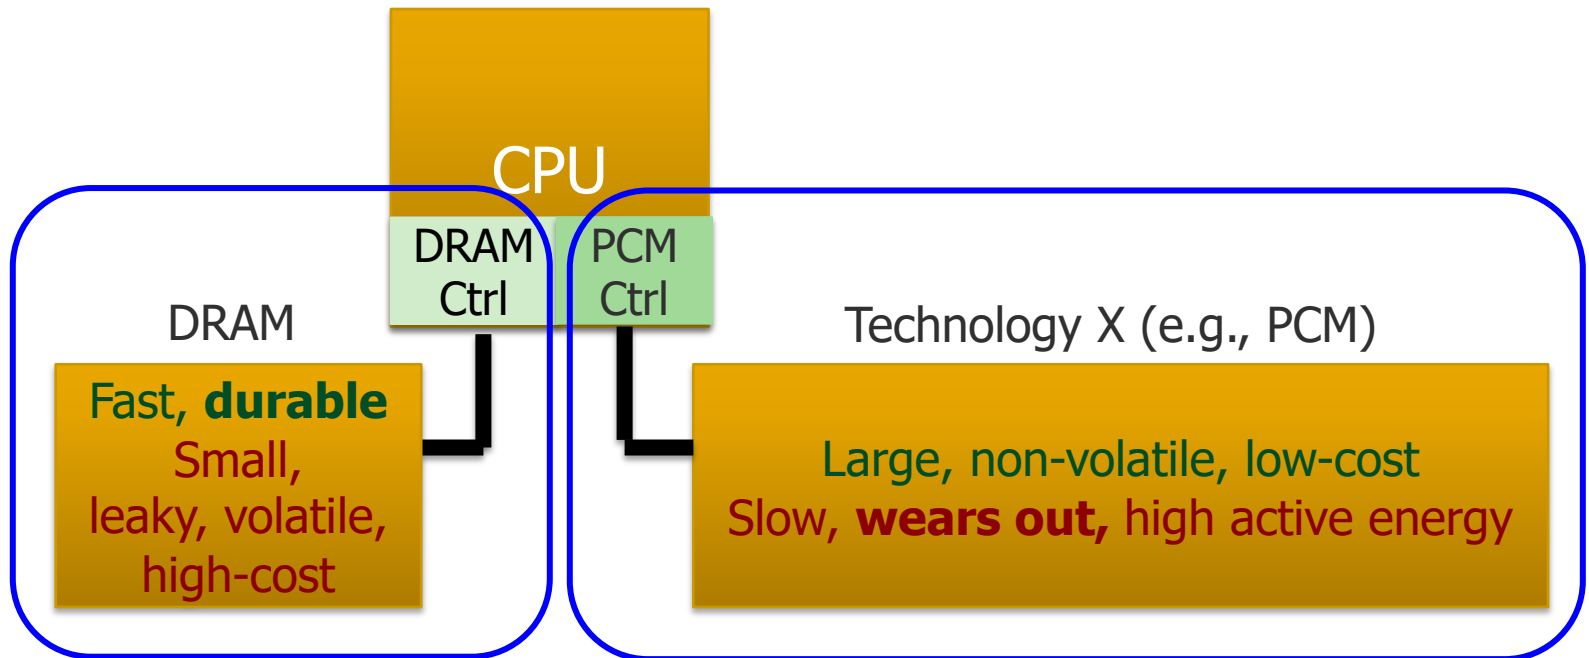 CPU
DRAM
Ctrl
PCM
Ctrl
DRAM
Fast, durable
Small,
leaky, volatile,
high-cost
Technology X (e.g., PCM)
Large, non-volatile, low-cost
Slow, wears out, high active energy